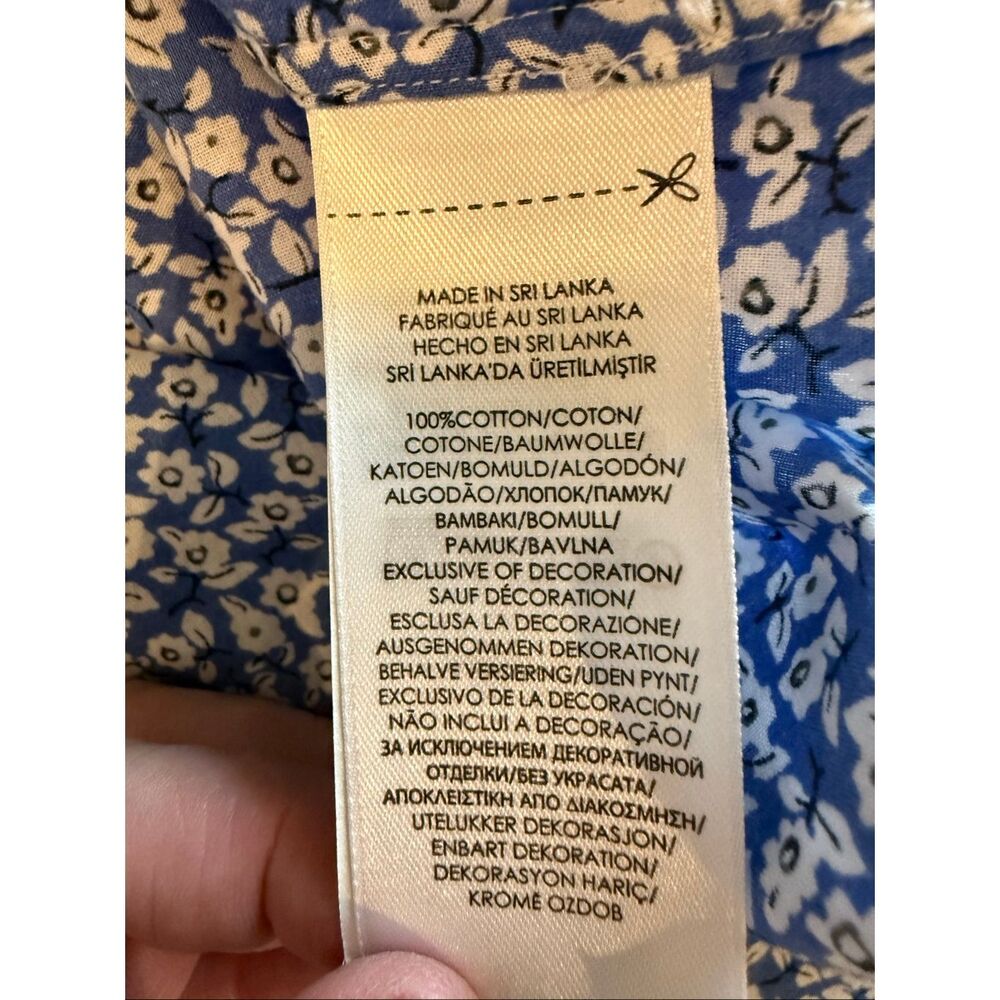 MADE IN SRI LANKA
FABRIQUÉ AU SRI LANKA
HECHO EN SRI LANKA
SRI LANKA'DA ÜRETİLMİŞTİR
100%COTTON/COTON/
COTONE/BAUMWOLLE/
KATOEN/BOMULD/ALGODÓN/
ALGODÃO/ХЛОПОК/ПАМУК/
BAMBAKI/BOMULL/
PAMUK/BAVLNA
EXCLUSIVE OF DECORATION/
SAUF DÉCORATION/
ESCLUSA LA DECORAZIONE/
AUSGENOMMEN DEKORATION/
BEHALVE VERSIERING/UDEN PYNT/
EXCLUSIVO DE LA DECORACIÓN/
NÃO INCLUI A DECORAÇÃO/
ЗА ИСКЛЮЧЕНИЕМ ДЕКОРАТИВНОЙ
ОТДЕЛКИ/БЕЗ УКРАСАТА/
ΑΠΟΚΛΕΙΣΤΙΚΗ ΑΠΟ ΔΙΑΚΟΣΜΗΣΗ/
UTELUKKER DEKORASJON/
ENBART DEKORATION/
DEKORASYON HARİÇ/
KROMĚ OZDOB